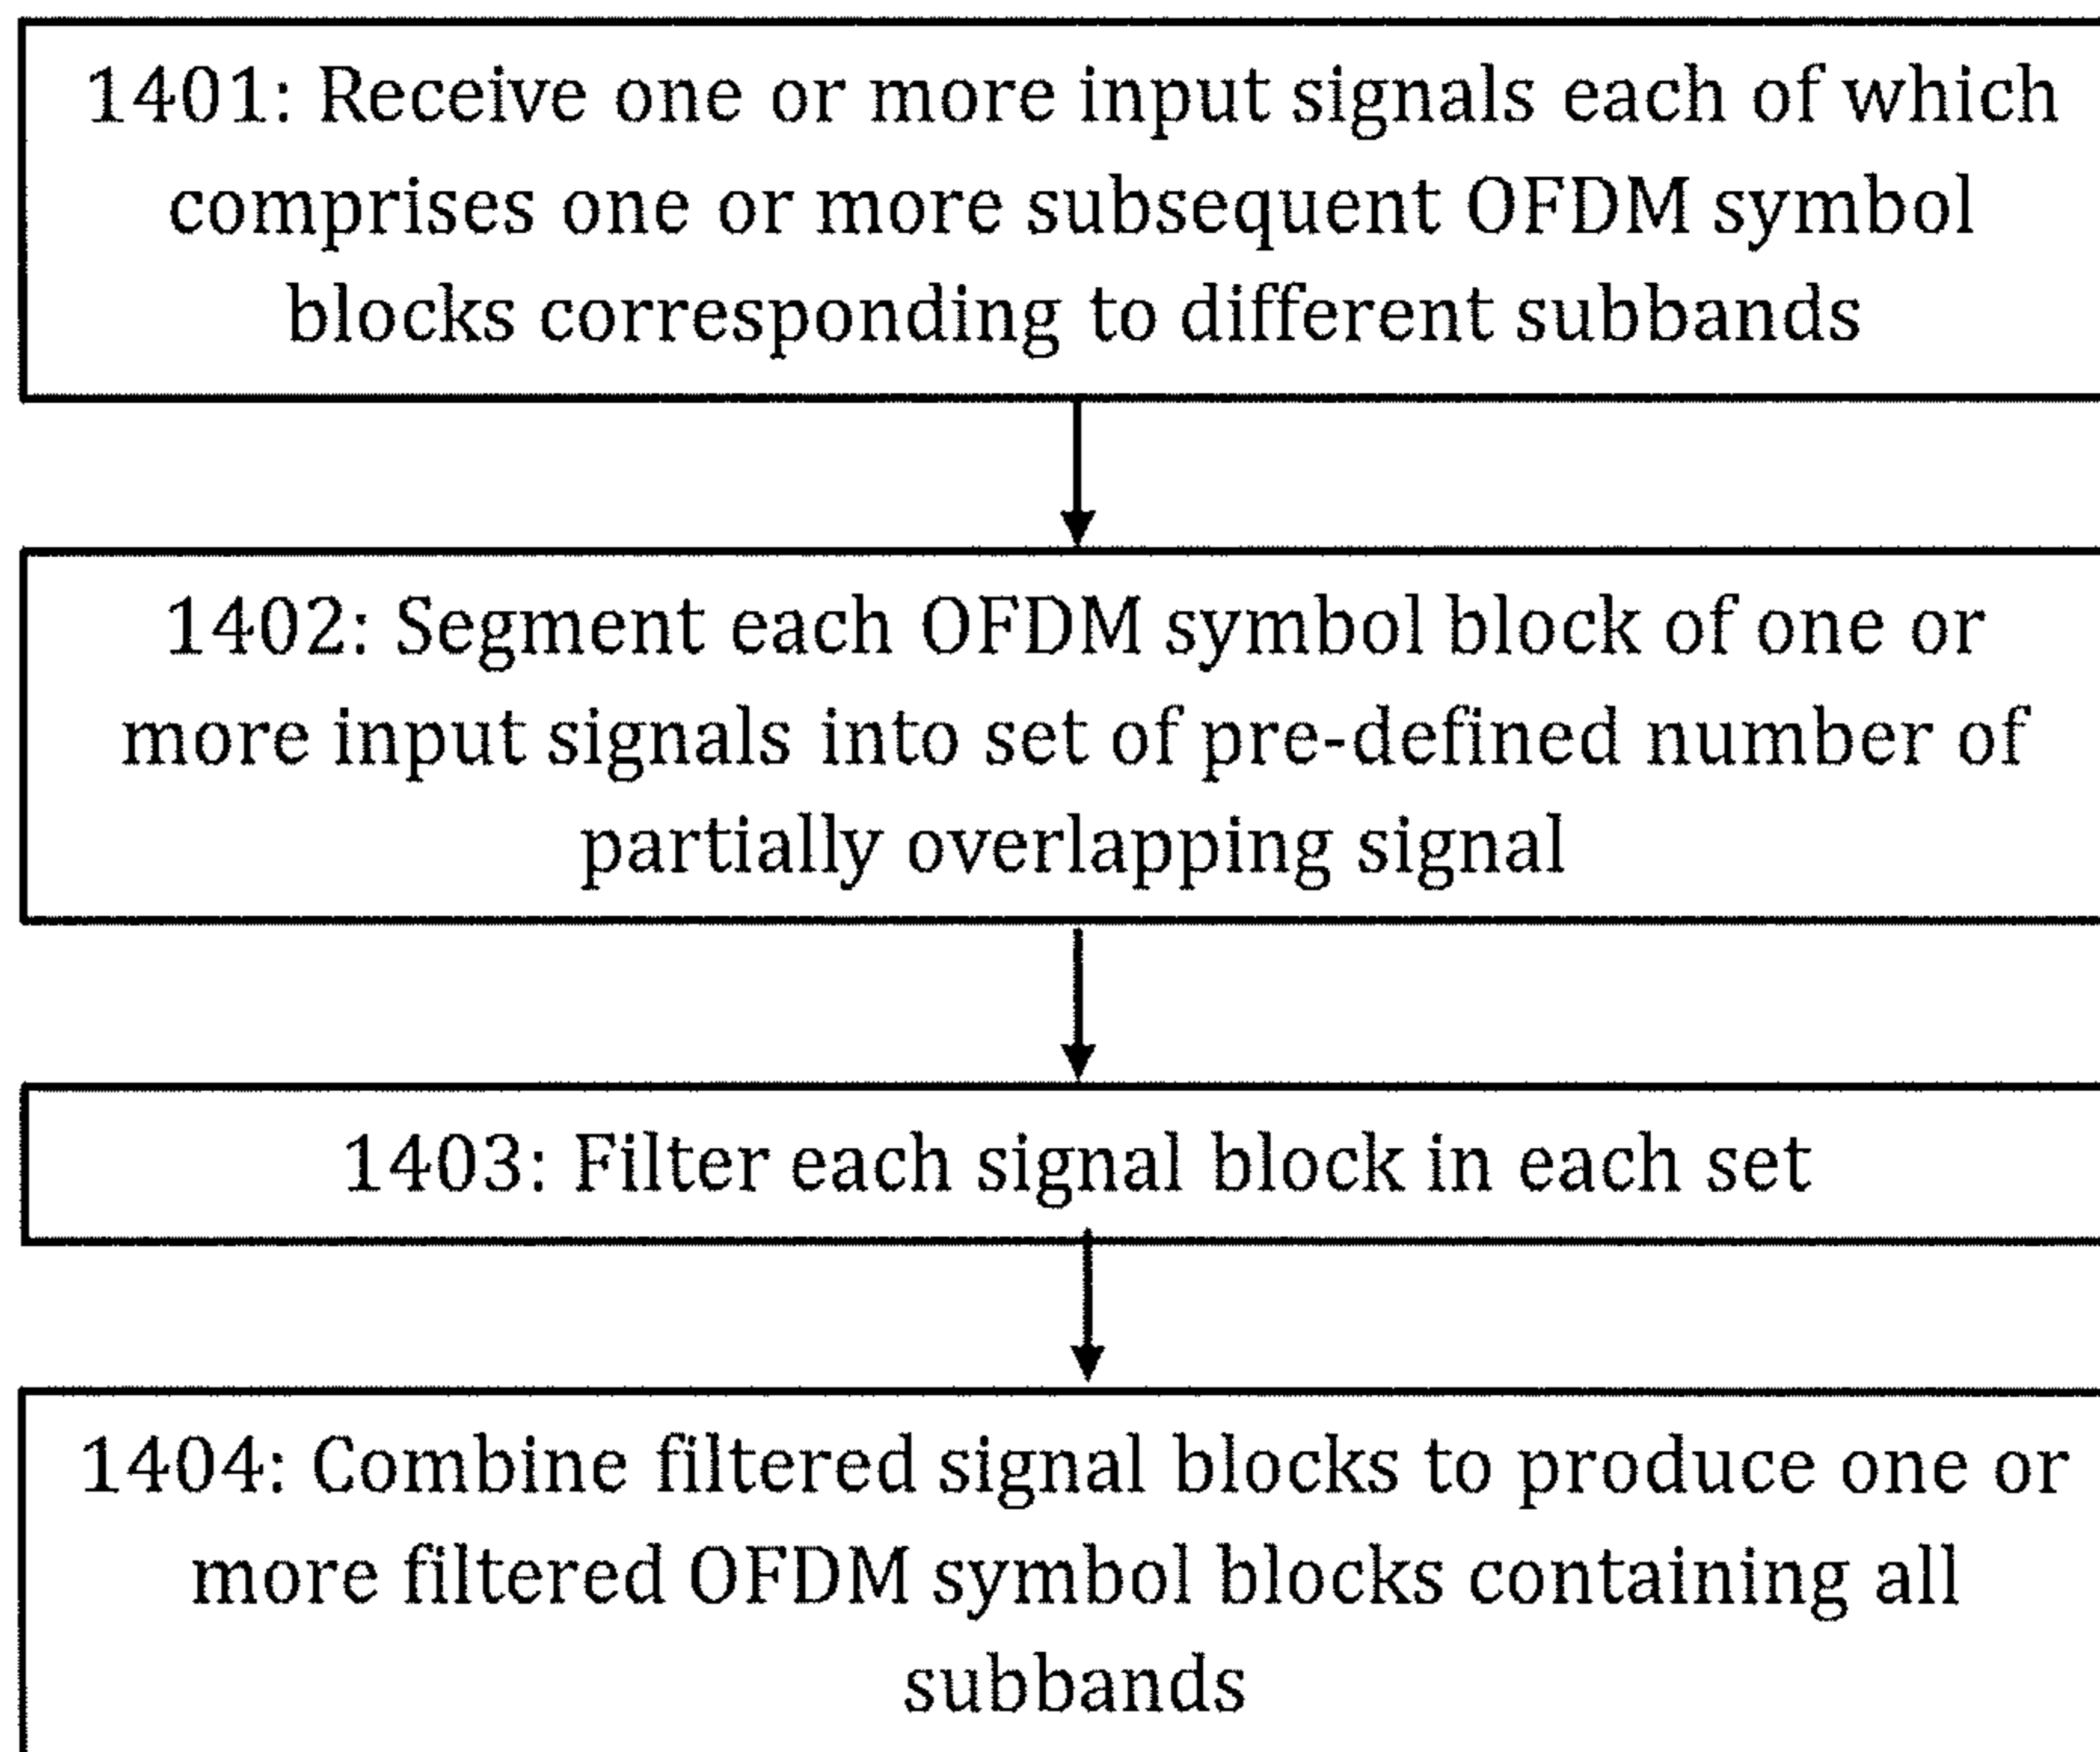 1401: Receive one or more input signals each of which
comprises one or more subsequent OFDM symbol
blocks corresponding to different subbands
1402: Segment each OFDM symbol block of one or
more input signals into set of pre-defined number of
partially overlapping signal
1403: Filter each signal block in each set
1404: Combine filtered signal blocks to produce one or
more filtered OFDM symbol blocks containing all
subbands